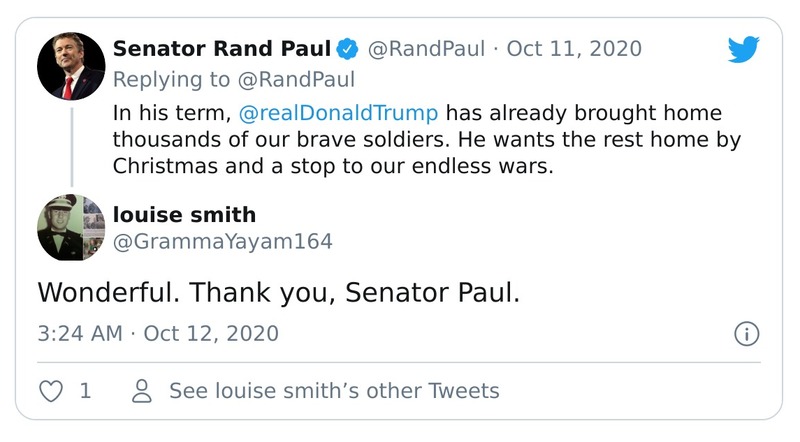 Senator Rand Paul @RandPaul · Oct 11, 2020
Replying to @RandPaul
In his term, @realDonaldTrump has already brought home
thousands of our brave soldiers. He wants the rest home by
Christmas and a stop to our endless wars.
louise smith
@GrammaYayam164
Wonderful. Thank you, Senator Paul.
3:24 AM · Oct 12, 2020
1 See louise smith’s other Tweets